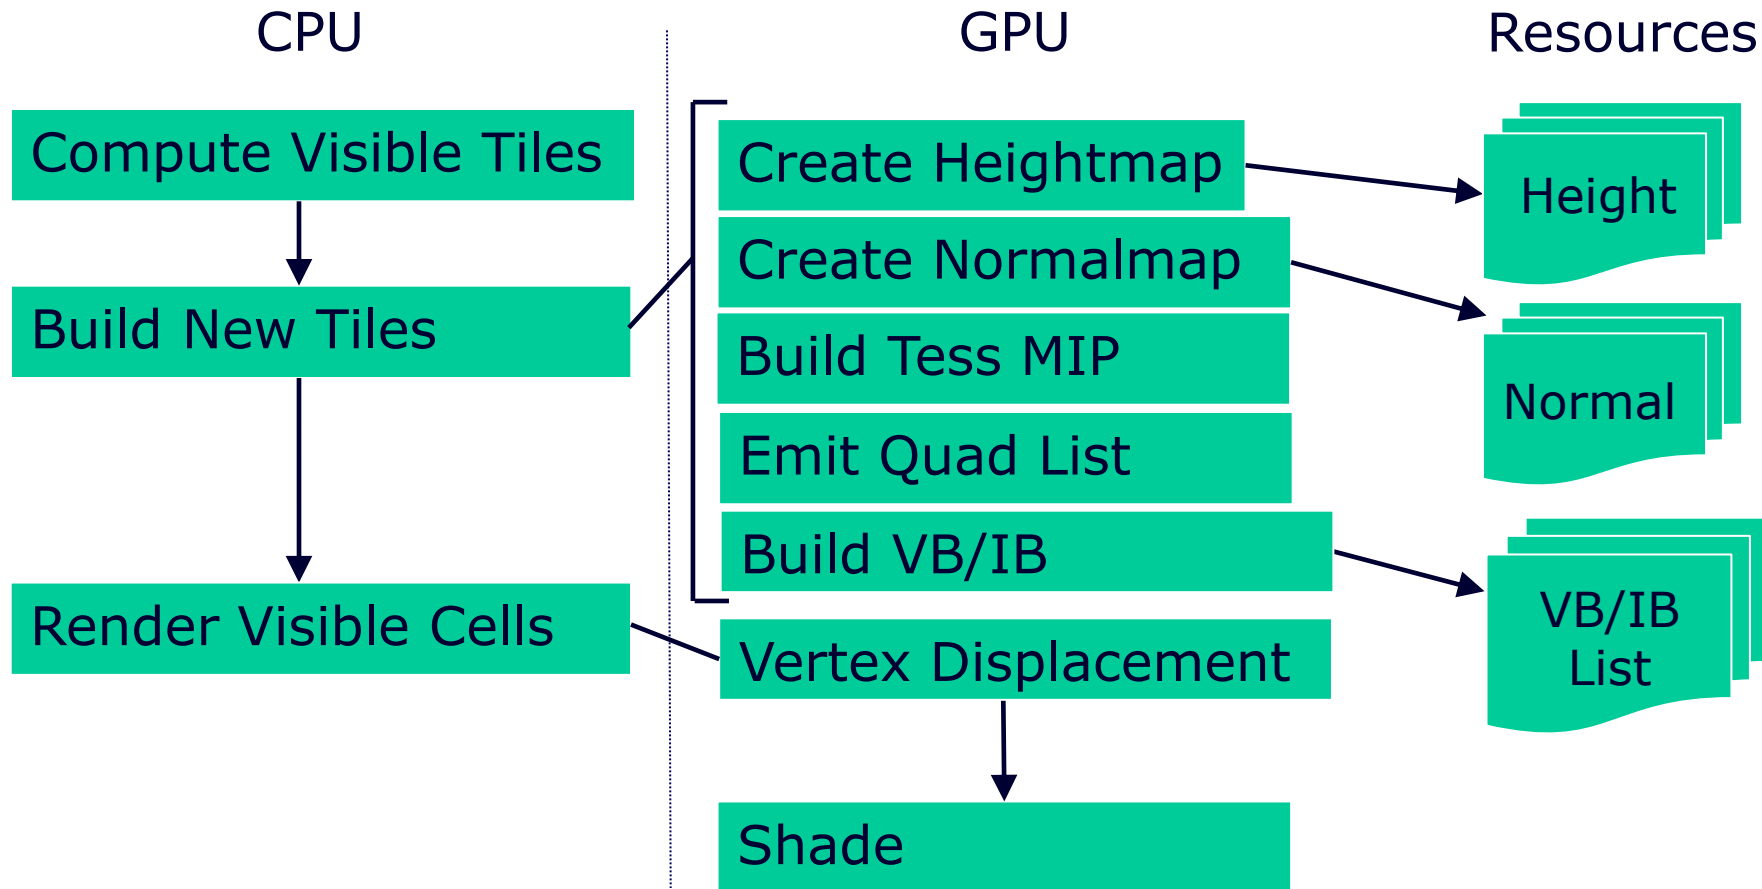 CPU
GPU
Resources
Compute Visible Tiles
Build New Tiles
Render Visible Cells
Create Heightmap
Create Normalmap
Build Tess MIP
Emit Quad List
Build VB/IB
Vertex Displacement
Shade
Height
Normal
VB/IB
List